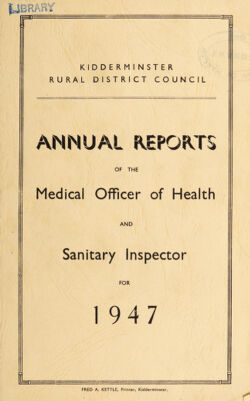 LIBRARY
KIDDERMINSTER
RURAL DISTRICT COUNCIL
ANNUAL REPORTS
OF THE
Medical Officer of Health
AND
Sanitary Inspector
FOR
1947
FRED A. KETTLE, Printer, Kidderminster.